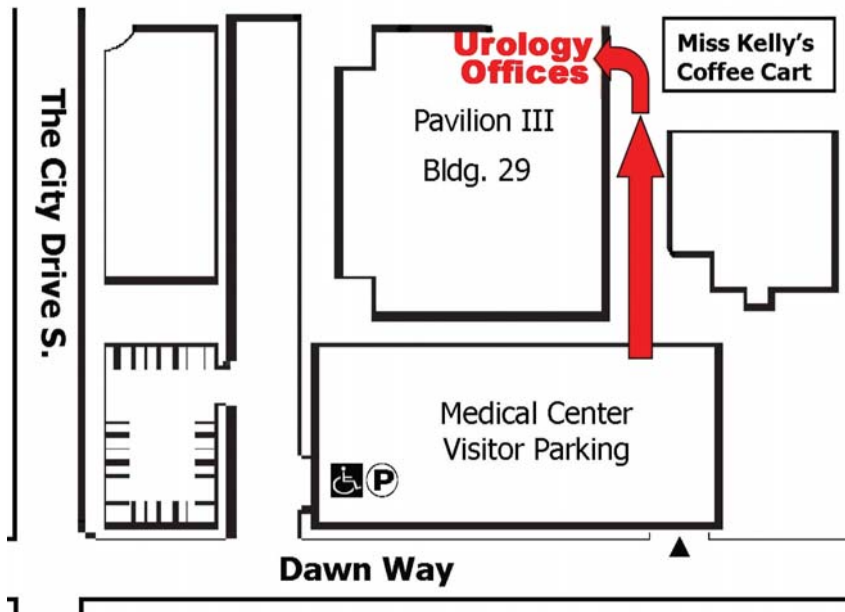 The City Drive S.
Urology
Offices
Miss Kelly's
Coffee Cart
Pavilion III
Bldg. 29
Medical Center
Visitor Parking
P
Dawn Way